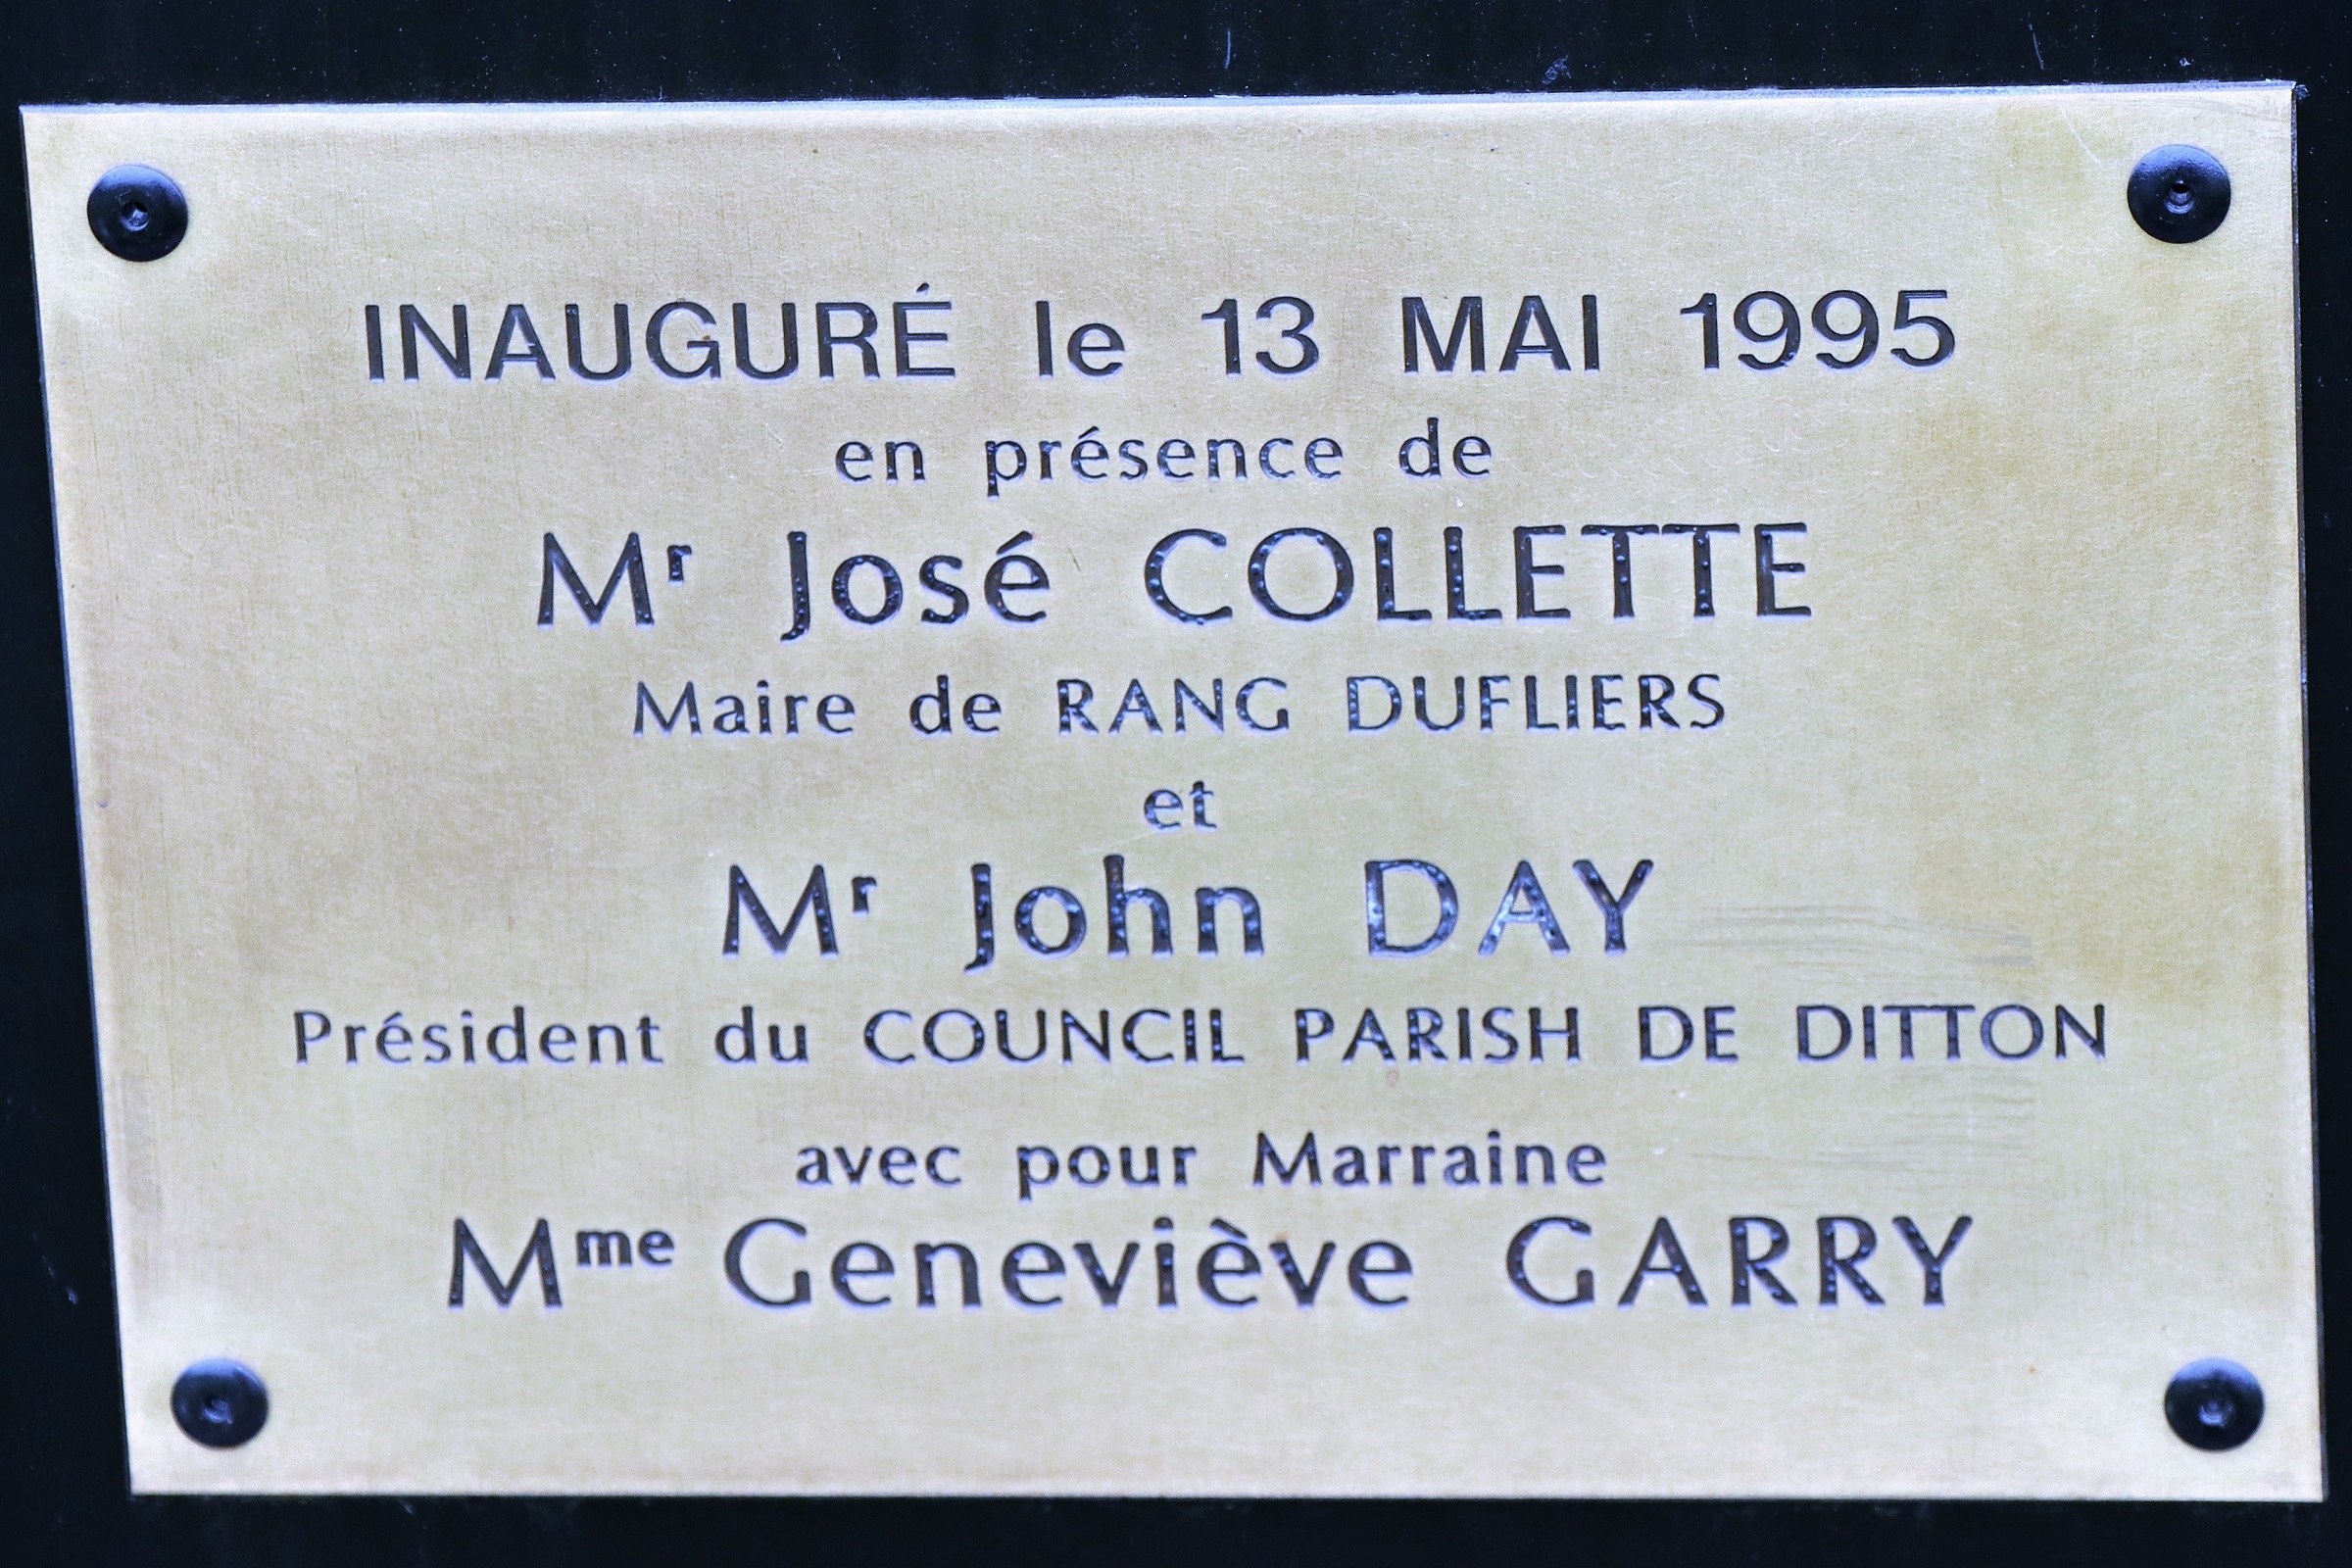 INAUGURÉ le 13 MAI 1995
en présence de
Mr José COLLETTE
Maire de RANG DUFLIERS
et
Mr John DAY
Président du COUNCIL PARISH DE DITTON
avec pour Marraine
Mme Geneviève GARRY